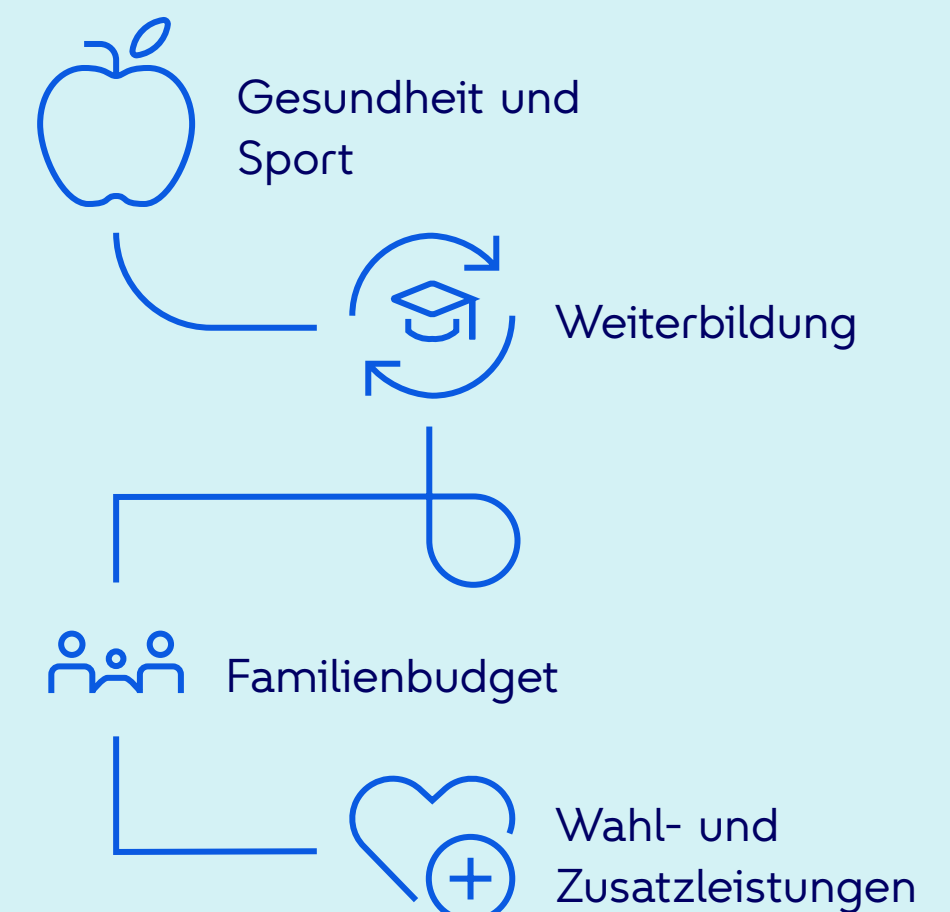 Gesundheit und
Sport
Weiterbildung
Familienbudget
Wahl- und
Zusatzleistungen